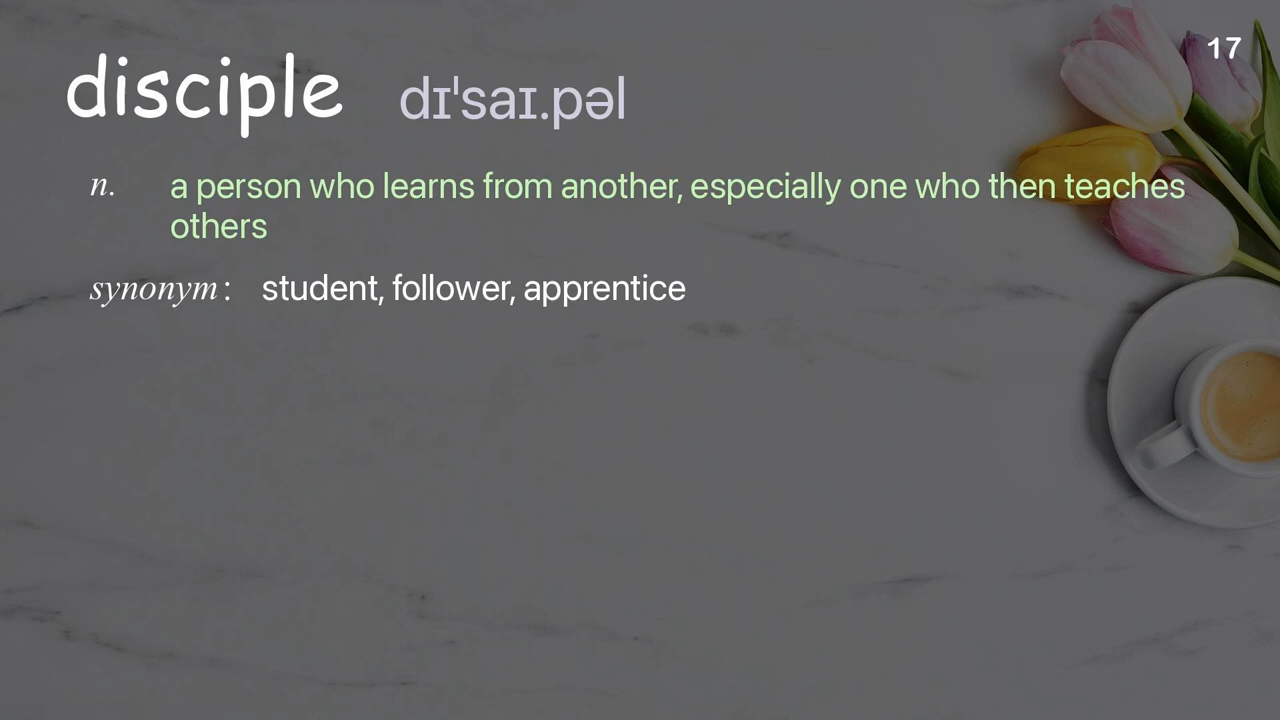 17
disciple dɪˈsaɪ.pəl
n. a person who learns from another, especially one who then teaches
others
synonym: student, follower, apprentice